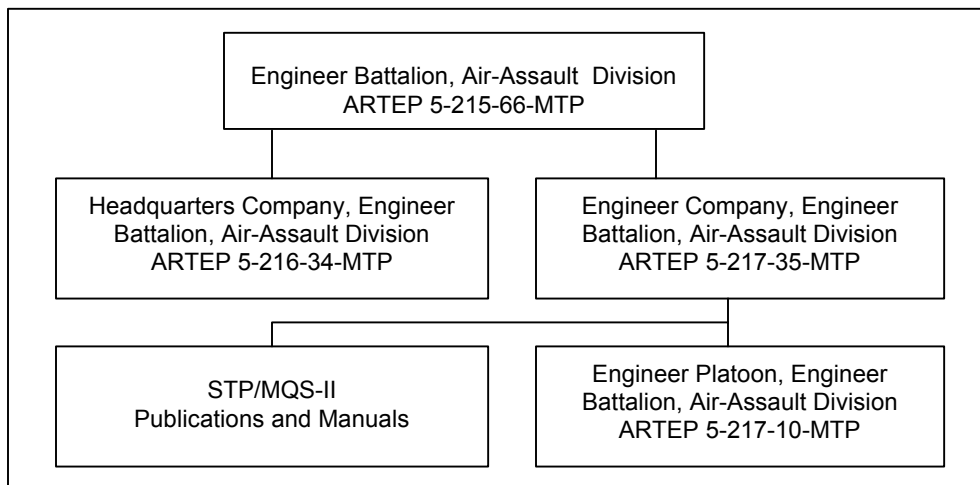 Engineer Battalion, Air-Assault  Division
ARTEP 5-215-66-MTP
Headquarters Company, Engineer
Battalion, Air-Assault Division
ARTEP 5-216-34-MTP
Engineer Company, Engineer
Battalion, Air-Assault Division
ARTEP 5-217-35-MTP
STP/MQS-II
Publications and Manuals
Engineer Platoon, Engineer
Battalion, Air-Assault Division
ARTEP 5-217-10-MTP